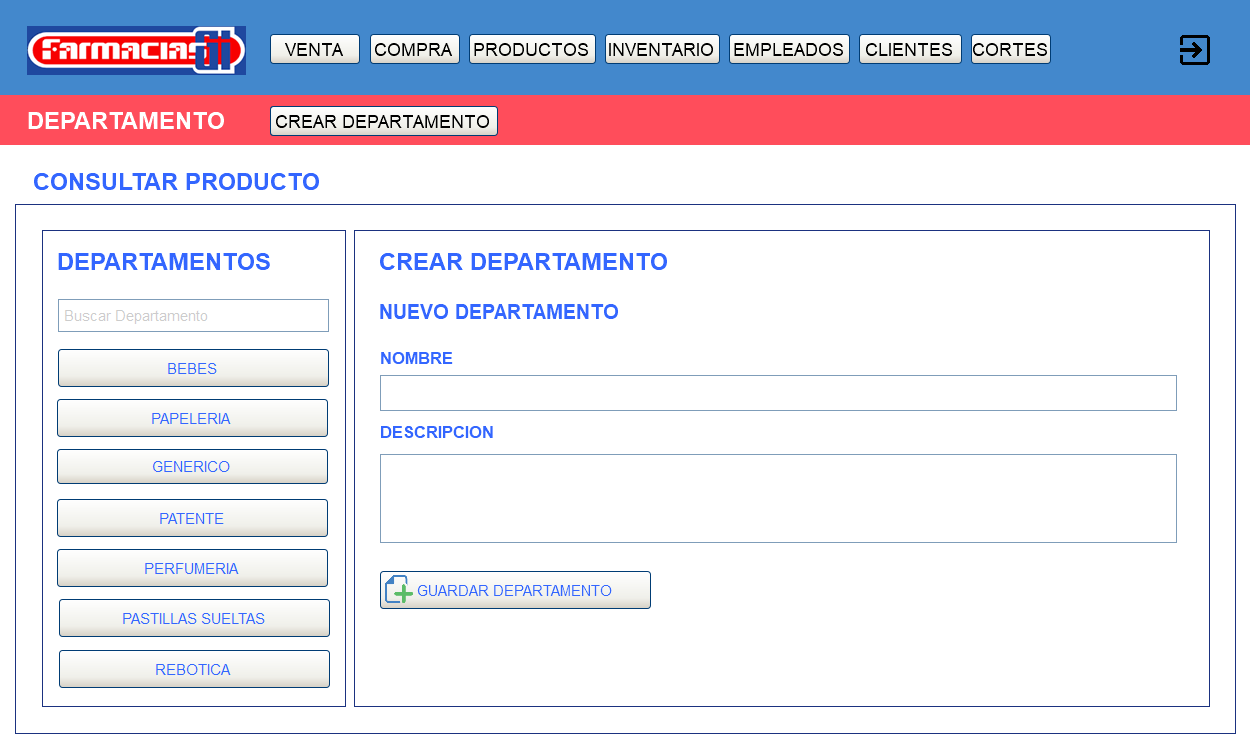 Farmacias GI
VENTA COMPRA PRODUCTOS INVENTARIO EMPLEADOS CLIENTES CORTES
DEPARTAMENTO CREAR DEPARTAMENTO
CONSULTAR PRODUCTO
DEPARTAMENTOS
Buscar Departamento
BEBES
PAPELERIA
GENERICO
PATENTE
PERFUMERIA
PASTILLAS SUELTAS
REBOTICA
CREAR DEPARTAMENTO
NUEVO DEPARTAMENTO
NOMBRE
DESCRIPCION
GUARDAR DEPARTAMENTO